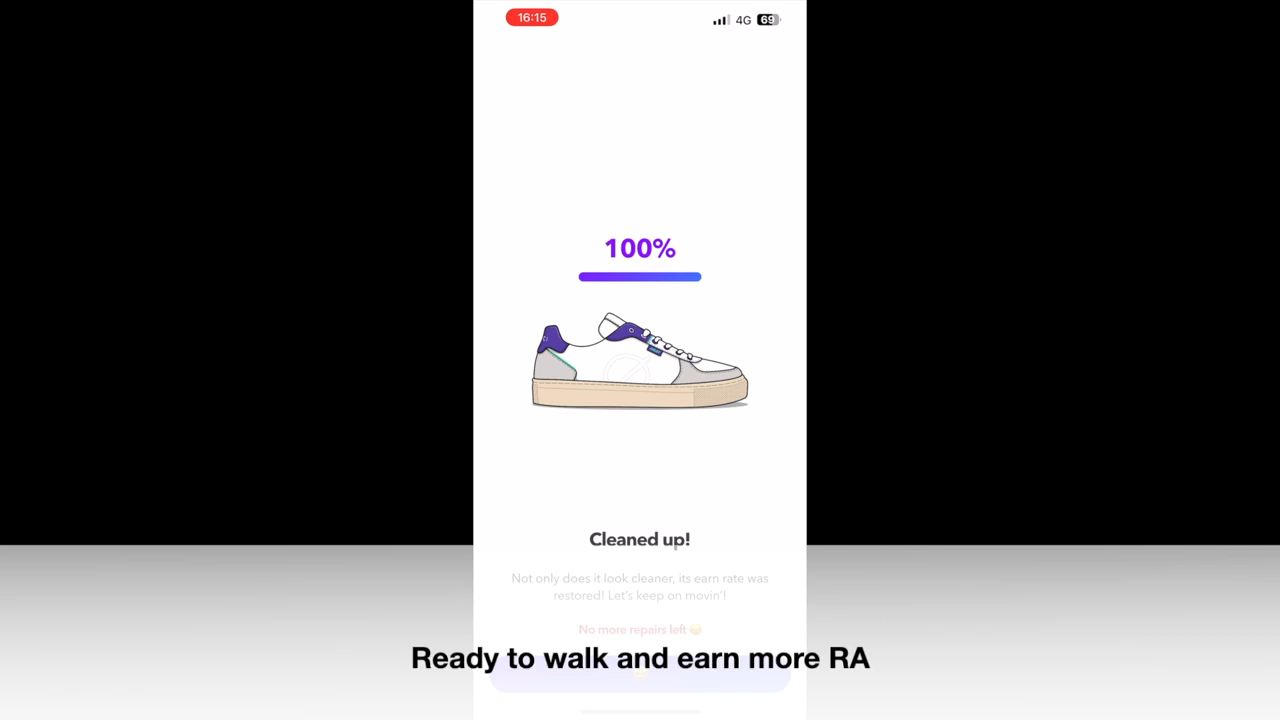 16:15
4G
69
100%
Cleaned up!
Not only does it look cleaner, its earn rate was
restored! Let's keep on movin'!
No more repairs left 😄
Ready to walk and earn more RA